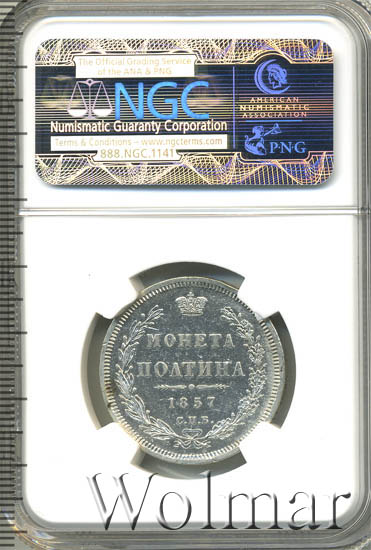 The Official Grading Service
of the ANA & PNG
NGC
Numismatic Guaranty Corporation
Terms & Conditions – www.ngcterms.com
888.NGC.1141
AMERICAN
NUMISMATIC
ASSOCIATION
PNG
МОНЕТА
ПОЛТИНА
1857
С.П.Б.
Wolmar